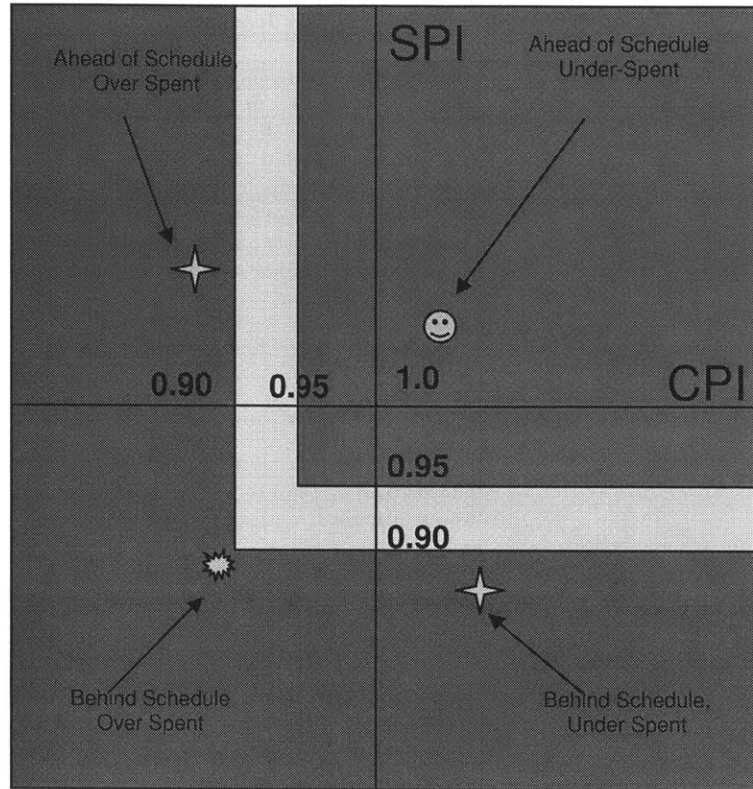 SPI
Ahead of Schedule,
Over Spent
Ahead of Schedule
Under-Spent
0.90
0.95
1.0
CPI
0.95
0.90
Behind Schedule
Over Spent
Behind Schedule,
Under Spent